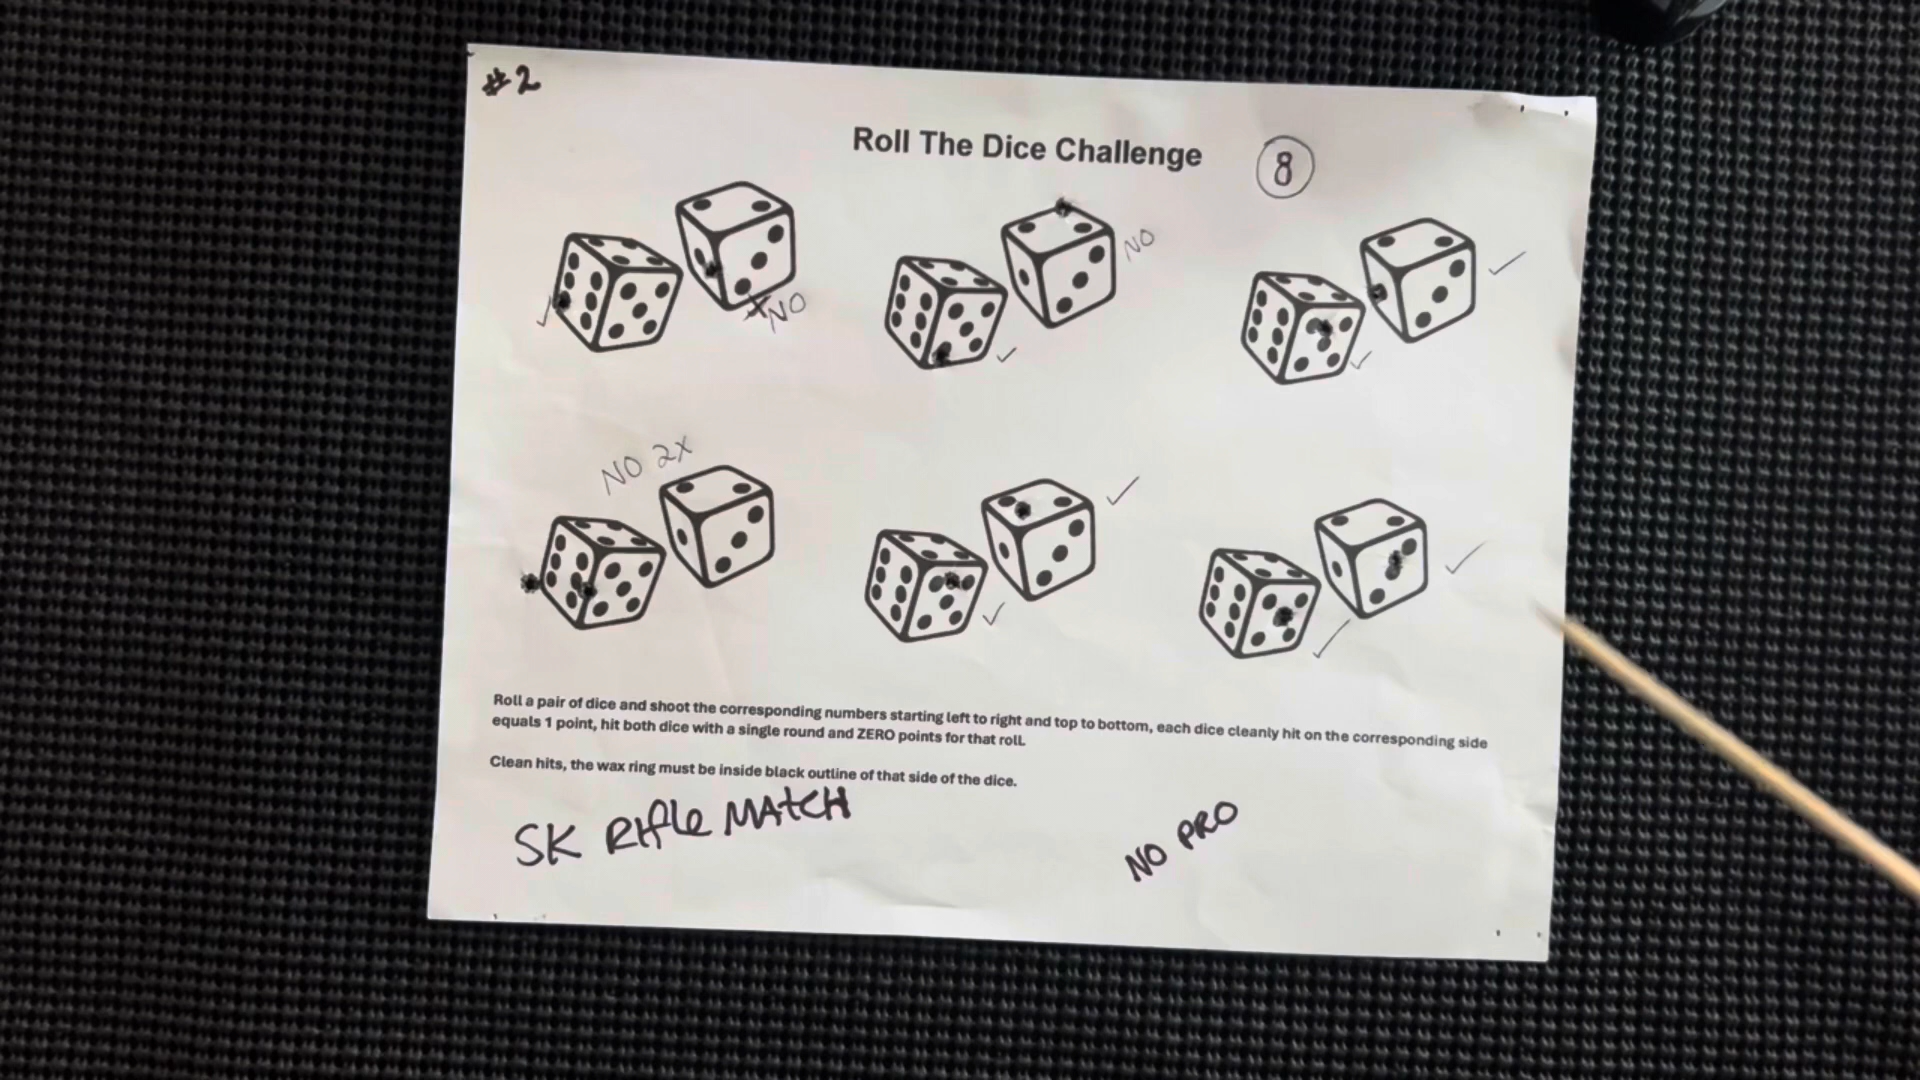 #2
Roll The Dice Challenge
8
NO
NO
NO 2X
Roll a pair of dice and shoot the corresponding numbers starting left to right and top to bottom, each dice cleanly hit on the corresponding side
equals 1 point, hit both dice with a single round and ZERO points for that roll.
Clean hits, the wax ring must be inside black outline of that side of the dice.
SK RIfle MATCH
NO PRO